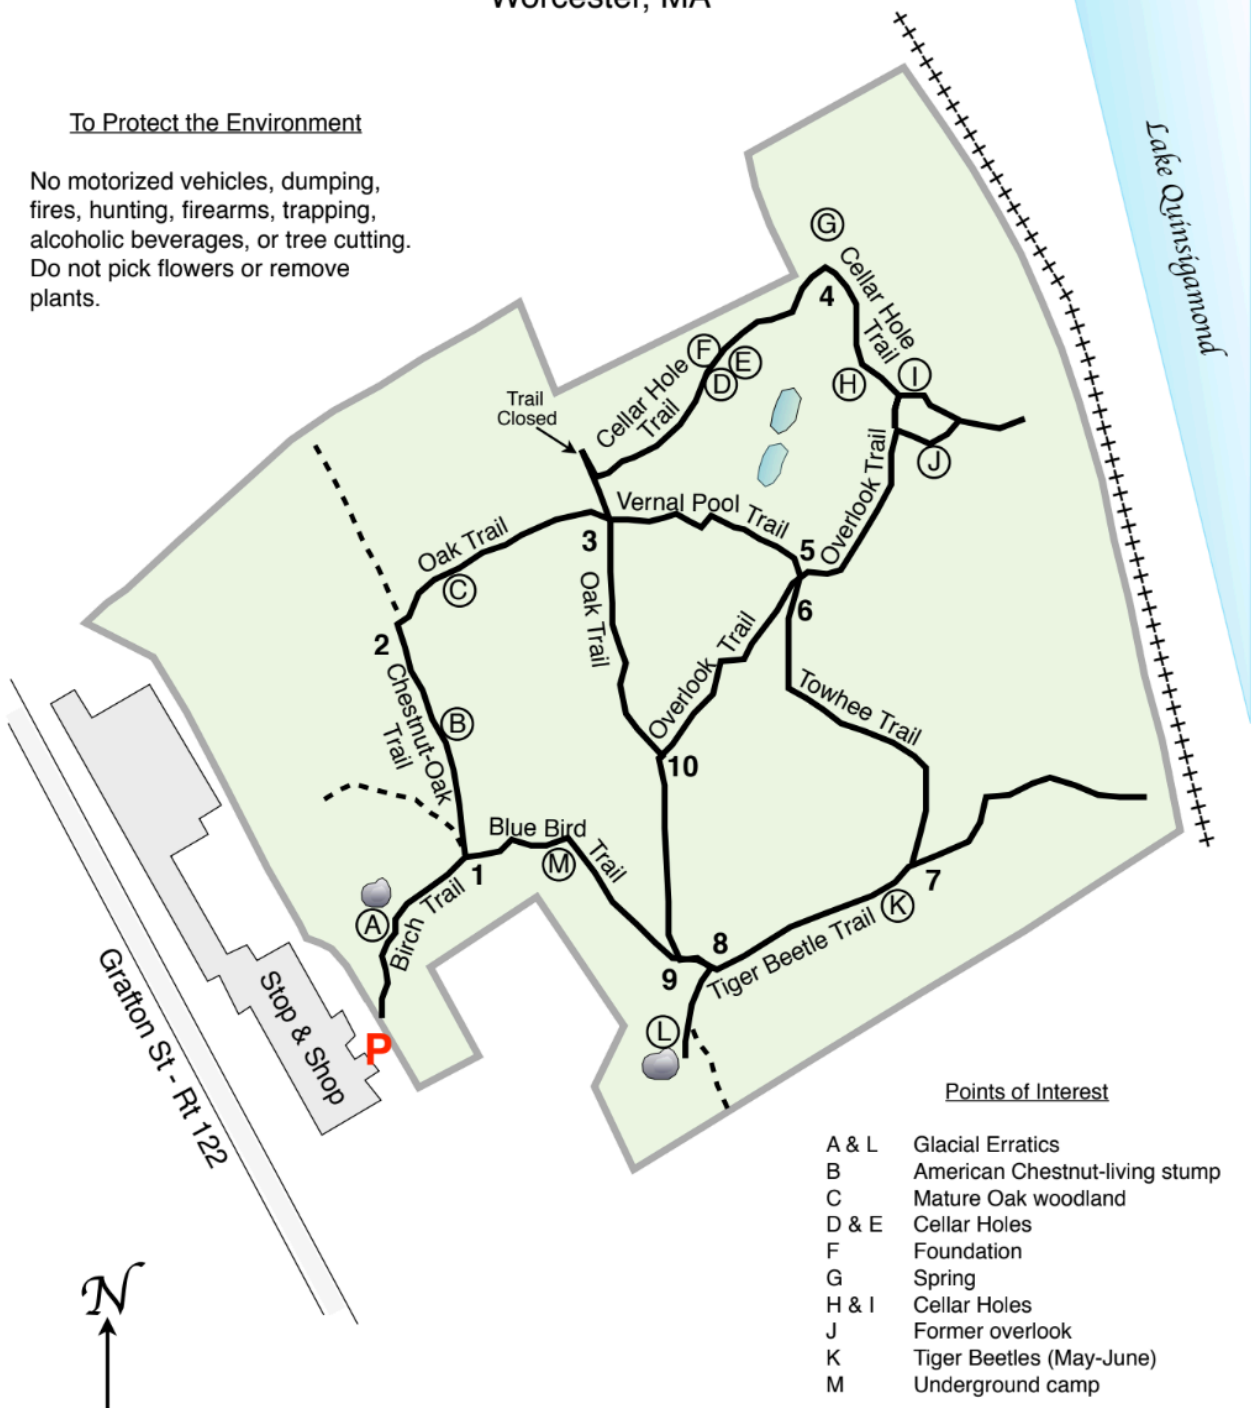 Worcester, MA
To Protect the Environment
No motorized vehicles, dumping,
fires, hunting, firearms, trapping,
alcoholic beverages, or tree cutting.
Do not pick flowers or remove
plants.
Lake Quinsigamond
G
4
Cellar Hole
Trail
F
E
D
H
I
J
Trail
Closed
Cellar Hole
Trail
Vernal Pool Trail
Overlook Trail
5
3
Oak Trail
C
Oak Trail
6
2
Chestnut-Oak
Trail
B
Overlook Trail
Towhee Trail
10
Blue Bird Trail
M
1
A
Birch Trail
7
K
Tiger Beetle Trail
8
9
L
P
Stop & Shop
Grafton St - Rt 122
N
Points of Interest
A & L Glacial Erratics
B American Chestnut-living stump
C Mature Oak woodland
D & E Cellar Holes
F Foundation
G Spring
H & I Cellar Holes
J Former overlook
K Tiger Beetles (May-June)
M Underground camp